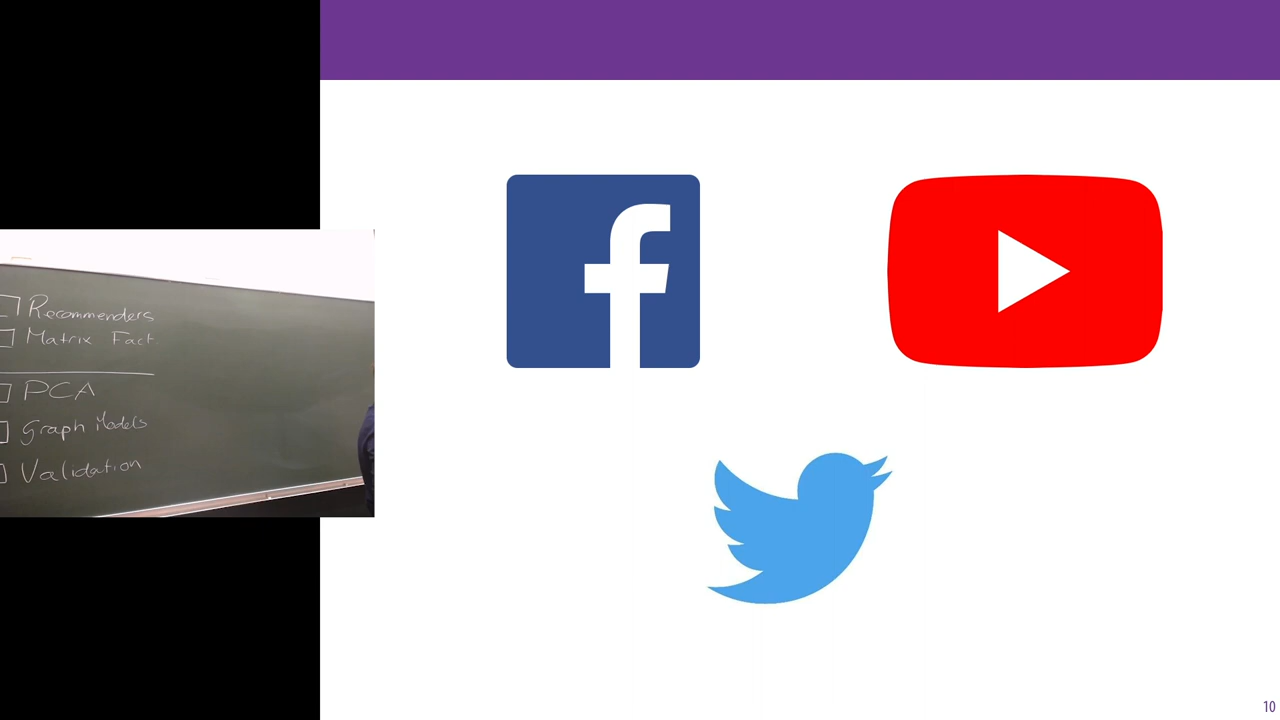 Recommenders
Matrix Fact.
PCA
Graph Models
Validation
10